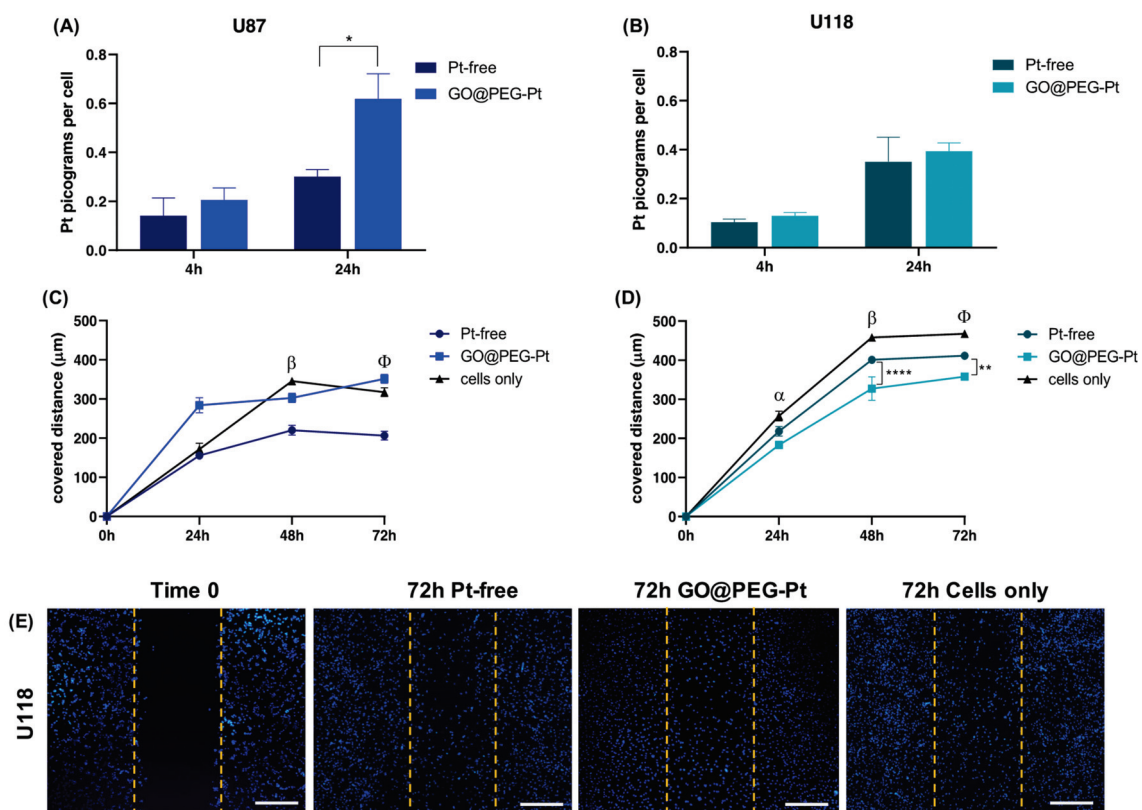 (A)
U87
Pt picograms per cell
0.8
0.6
0.4
0.2
0.0
*
Pt-free
GO@PEG-Pt
4h
24h
(B)
U118
Pt picograms per cell
0.8
0.6
0.4
0.2
0.0
Pt-free
GO@PEG-Pt
4h
24h
(C)
covered distance (μm)
500
400
300
200
100
0
β
Φ
Pt-free
GO@PEG-Pt
cells only
0h
24h
48h
72h
(D)
covered distance (μm)
500
400
300
200
100
0
α
β
Φ
****
**
Pt-free
GO@PEG-Pt
cells only
0h
24h
48h
72h
(E)
U118
Time 0
72h Pt-free
72h GO@PEG-Pt
72h Cells only